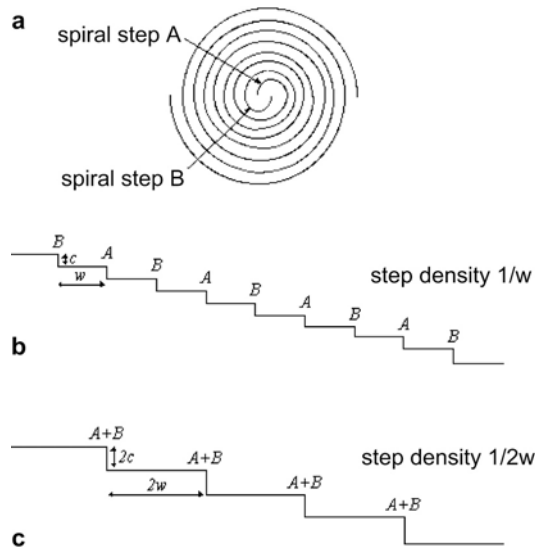 a
spiral step A
spiral step B
B A B A B A B A B
c
w
step density 1/w
b
A+B A+B A+B A+B
2c
2w
step density 1/2w
c